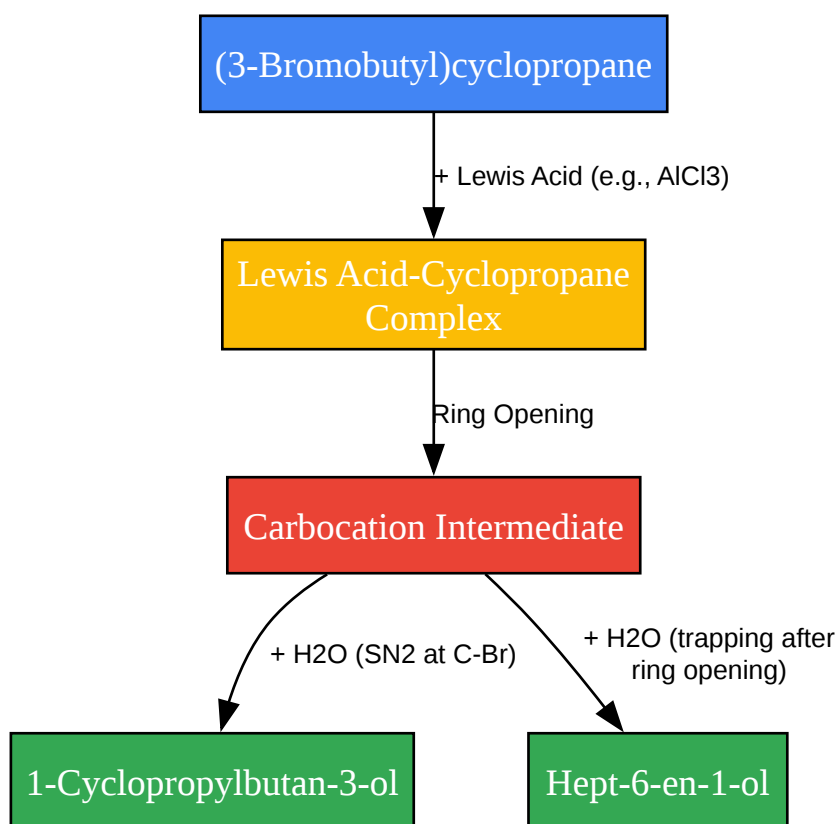 (3-Bromobutyl)cyclopropane
+ Lewis Acid (e.g., AlCl3)
Lewis Acid-Cyclopropane
Complex
Ring Opening
Carbocation Intermediate
+ H2O (SN2 at C-Br)
+ H2O (trapping after
ring opening)
1-Cyclopropylbutan-3-ol
Hept-6-en-1-ol